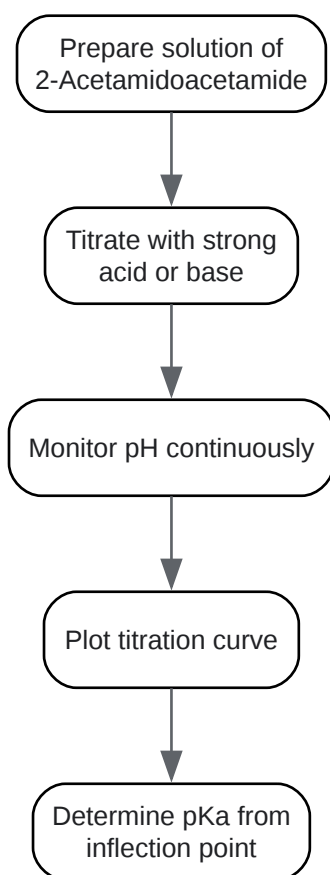 Prepare solution of
2-Acetamidoacetamide
Titrate with strong
acid or base
Monitor pH continuously
Plot titration curve
Determine pKa from
inflection point